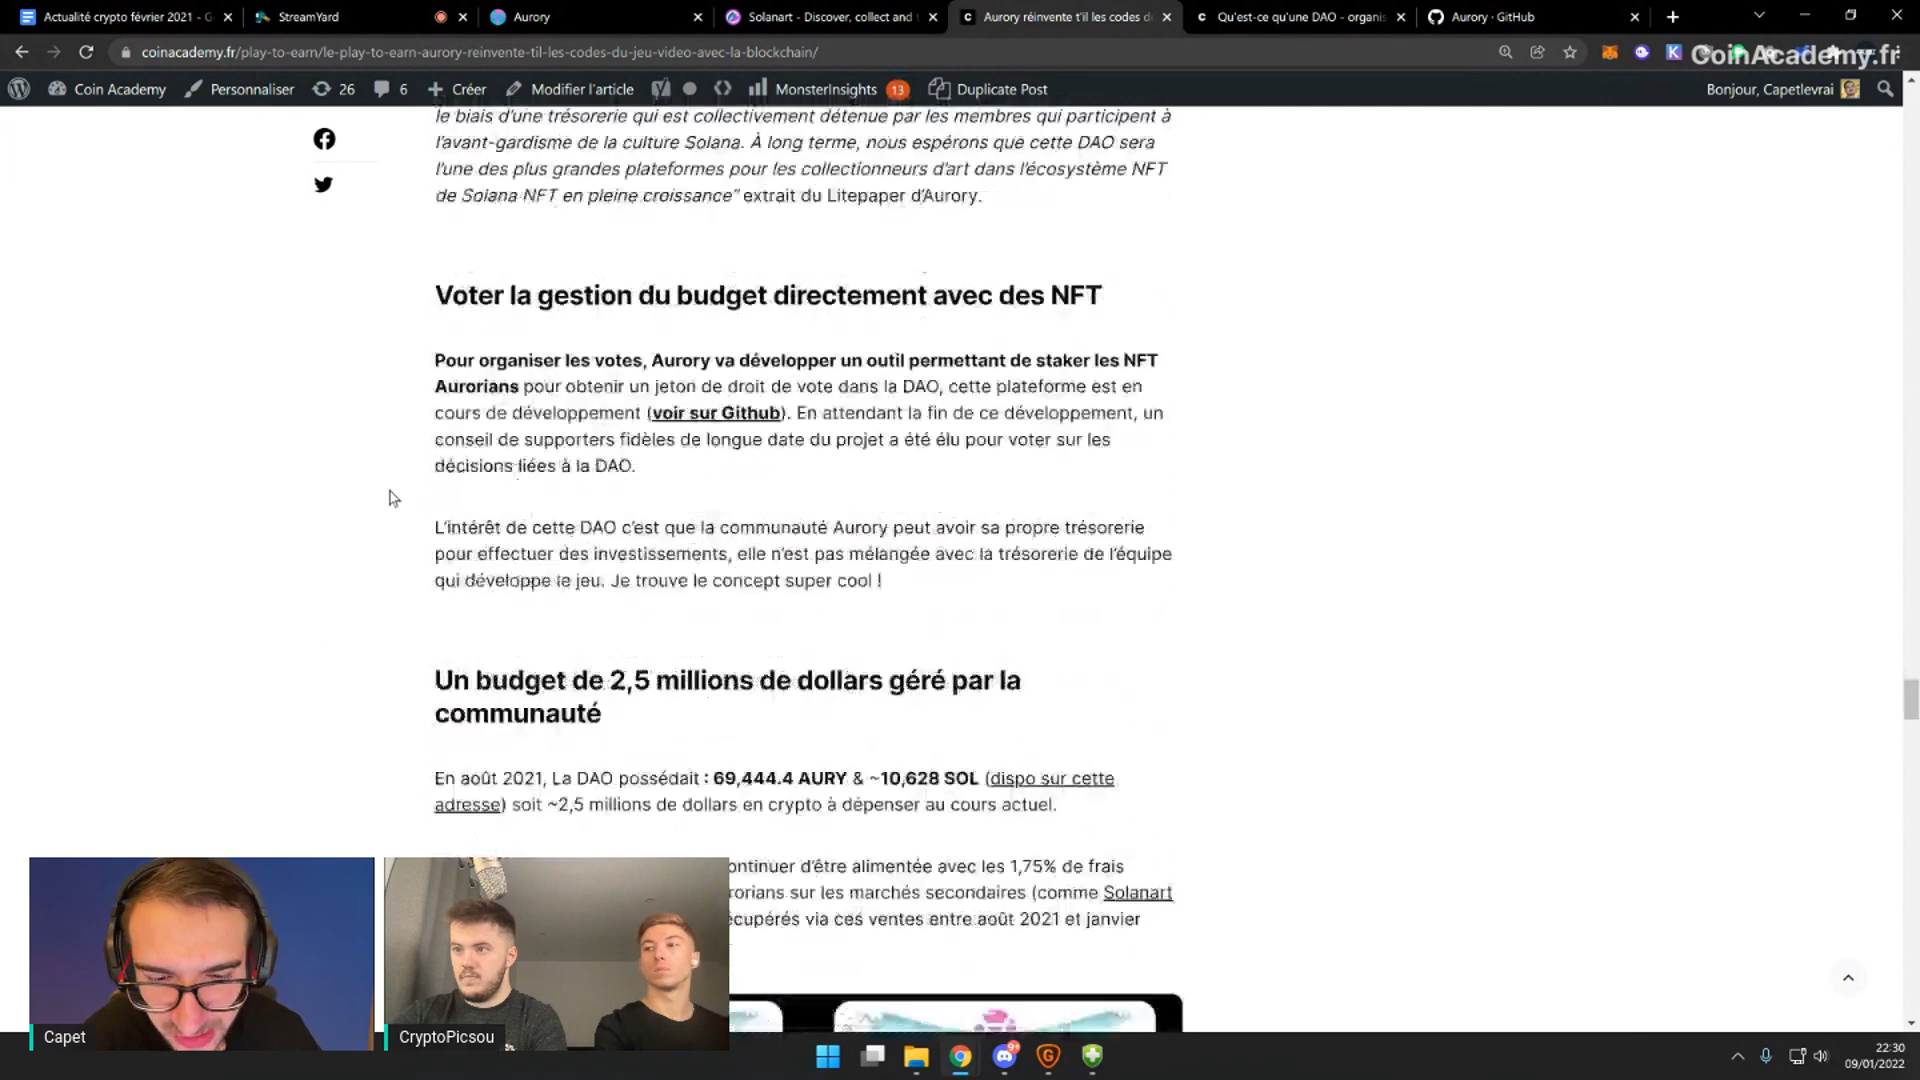 Actualité crypto février 2021 - G
StreamYard
Aurory
Solanart - Discover, collect and
Aurory réinvente t'il les codes d
Qu'est-ce qu'une DAO - organis
Aurory · GitHub
coinacademy.fr/play-to-earn/le-play-to-earn-aurory-reinvente-til-les-codes-du-jeu-video-avec-la-blockchain/
CoinAcademy.fr
Coin Academy
Personnaliser
26
6
Créer
Modifier l'article
MonsterInsights
13
Duplicate Post
Bonjour, Capetlevrai
le biais d'une trésorerie qui est collectivement détenue par les membres qui participent à
l'avant-gardisme de la culture Solana. À long terme, nous espérons que cette DAO sera
l'une des plus grandes plateformes pour les collectionneurs d'art dans l'écosystème NFT
de Solana NFT en pleine croissance" extrait du Litepaper d'Aurory.
Voter la gestion du budget directement avec des NFT
Pour organiser les votes, Aurory va développer un outil permettant de staker les NFT
Aurorians pour obtenir un jeton de droit de vote dans la DAO, cette plateforme est en
cours de développement (voir sur Github). En attendant la fin de ce développement, un
conseil de supporters fidèles de longue date du projet a été élu pour voter sur les
décisions liées à la DAO.
L'intérêt de cette DAO c'est que la communauté Aurory peut avoir sa propre trésorerie
pour effectuer des investissements, elle n'est pas mélangée avec la trésorerie de l'équipe
qui développe le jeu. Je trouve le concept super cool !
Un budget de 2,5 millions de dollars géré par la
communauté
En août 2021, La DAO possédait : 69,444.4 AURY & ~10,628 SOL (dispo sur cette
adresse) soit ~2,5 millions de dollars en crypto à dépenser au cours actuel.
ontinuer d'être alimentée avec les 1,75% de frais
rorians sur les marchés secondaires (comme Solanart
écupérés via ces ventes entre août 2021 et janvier
Capet
CryptoPicsou
9+
22:30
09/01/2022